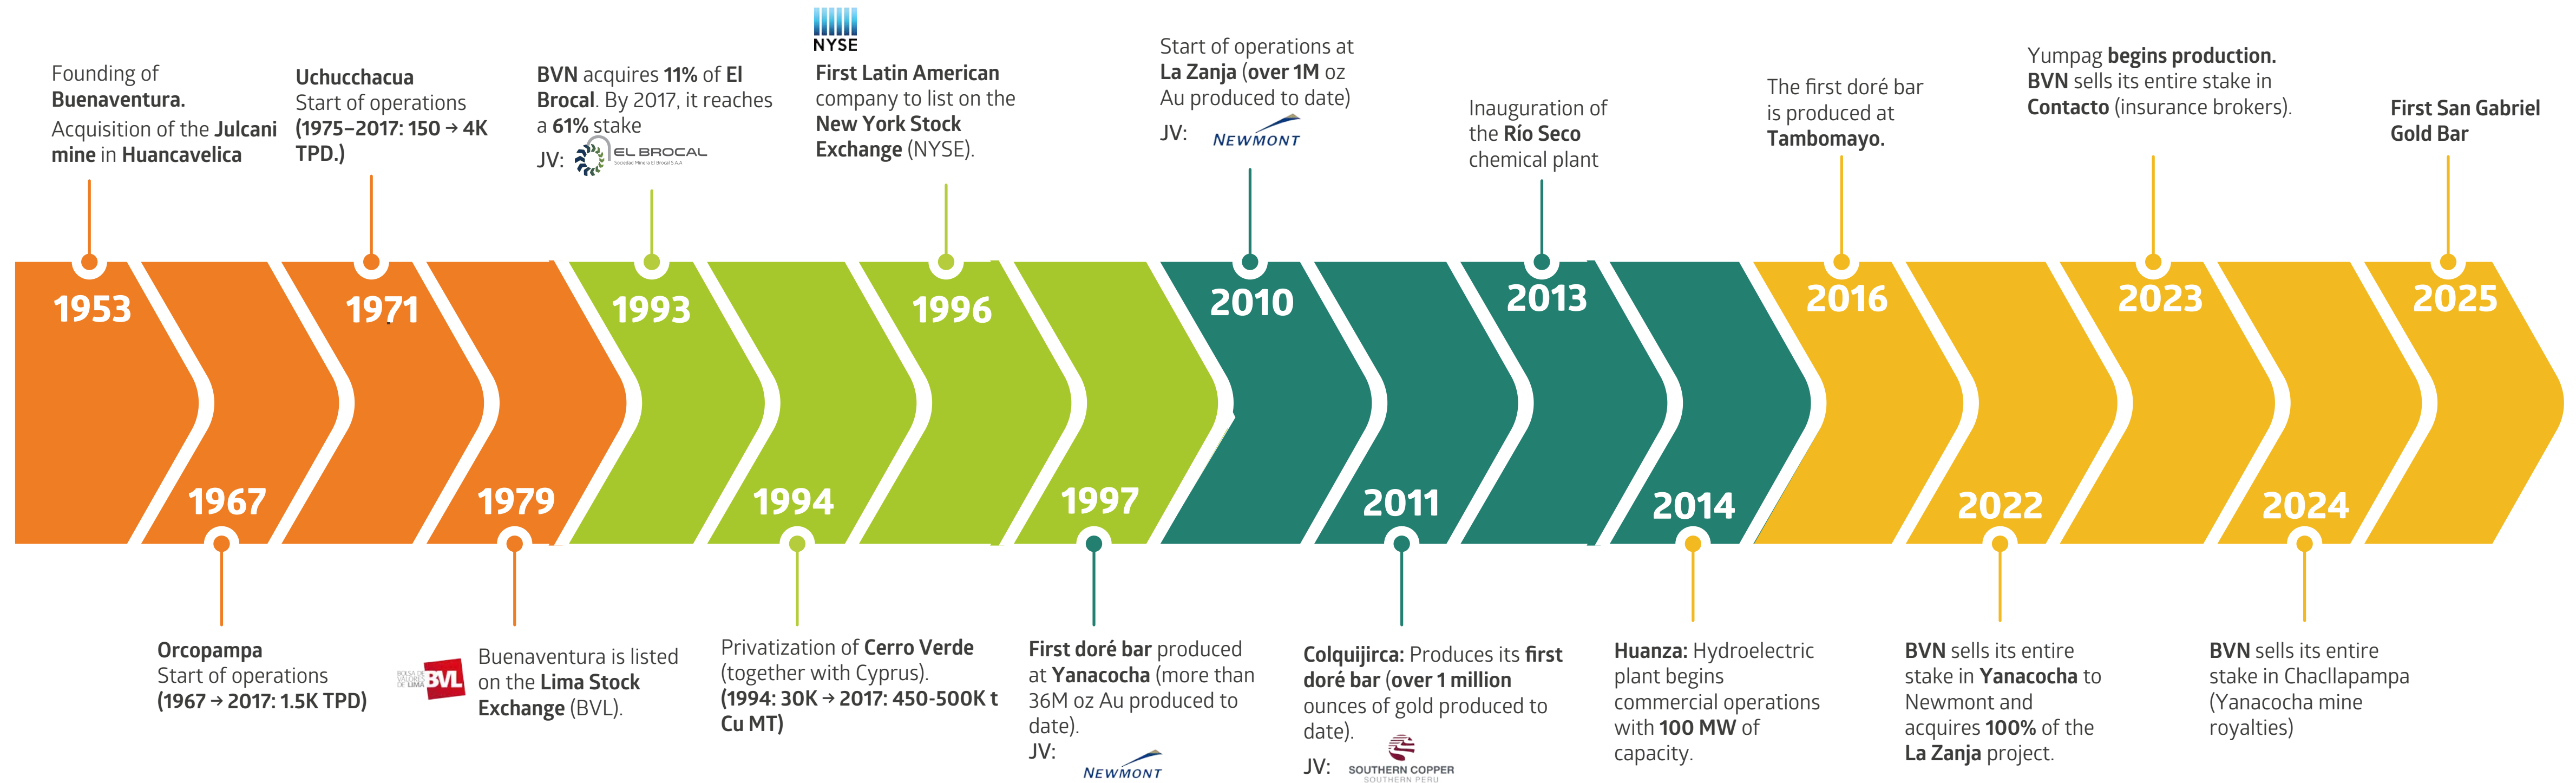 Founding of
Buenaventura.
Acquisition of the Julcani
mine in Huancavelica
1953
Orcopampa
Start of operations
(1967 → 2017: 1.5K TPD)
1967
Uchucchacua
Start of operations
(1975–2017: 150 → 4K
TPD.)
1971
1979
BOLSA DE
VALORES
DE LIMA
BVL
Buenaventura is listed
on the Lima Stock
Exchange (BVL).
BVN acquires 11% of El
Brocal. By 2017, it reaches
a 61% stake
JV:
EL BROCAL
Sociedad Minera El Brocal S.A.A
1993
1994
Privatization of Cerro Verde
(together with Cyprus).
(1994: 30K → 2017: 450-500K t
Cu MT)
NYSE
First Latin American
company to list on the
New York Stock
Exchange (NYSE).
1996
1997
First doré bar produced
at Yanacocha (more than
36M oz Au produced to
date).
JV:
NEWMONT
Start of operations at
La Zanja (over 1M oz
Au produced to date)
JV:
NEWMONT
2010
2011
Colquijirca: Produces its first
doré bar (over 1 million
ounces of gold produced to
date).
JV:
SOUTHERN COPPER
SOUTHERN PERU
Inauguration of
the Río Seco
chemical plant
2013
2014
Huanza: Hydroelectric
plant begins
commercial operations
with 100 MW of
capacity.
The first doré bar
is produced at
Tambomayo.
2016
2022
BVN sells its entire
stake in Yanacocha to
Newmont and
acquires 100% of the
La Zanja project.
Yumpag begins production.
BVN sells its entire stake in
Contacto (insurance brokers).
2023
2024
BVN sells its entire
stake in Chacllapampa
(Yanacocha mine
royalties)
First San Gabriel
Gold Bar
2025